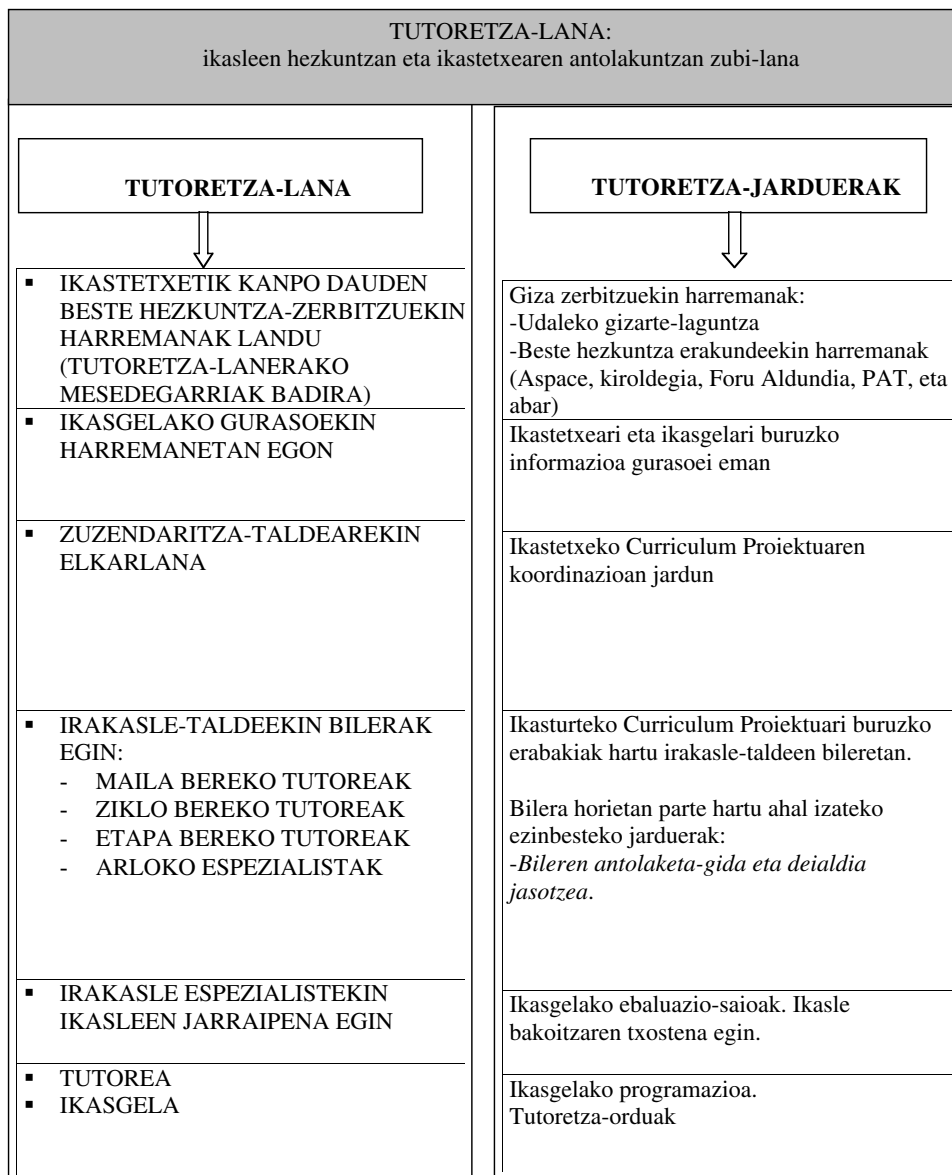 TUTORETZA-LANA:
ikasleen hezkuntzan eta ikastetxearen antolakuntzan zubi-lana
TUTORETZA-LANA
▪ IKASTETXETIK KANPO DAUDEN
BESTE HEZKUNTZA-ZERBITZUEKIN
HARREMANAK LANDU
(TUTORETZA-LANERAKO
MESEDEGARRIAK BADIRA)
▪ IKASGELAKO GURASOEKIN
HARREMANETAN EGON
▪ ZUZENDARITZA-TALDEAREKIN
ELKARLANA
▪ IRAKASLE-TALDEEKIN BILERAK
EGIN:
- MAILA BEREKO TUTOREAK
- ZIKLO BEREKO TUTOREAK
- ETAPA BEREKO TUTOREAK
- ARLOKO ESPEZIALISTAK
▪ IRAKASLE ESPEZIALISTEKIN
IKASLEEN JARRAIPENA EGIN
▪ TUTOREA
▪ IKASGELA
TUTORETZA-JARDUERAK
Giza zerbitzuekin harremanak:
-Udaleko gizarte-laguntza
-Beste hezkuntza erakundeekin harremanak
(Aspace, kiroldegia, Foru Aldundia, PAT, eta
abar)
Ikastetxeari eta ikasgelari buruzko
informazioa gurasoei eman
Ikastetxeko Curriculum Proiektuaren
koordinazioan jardun
Ikasturteko Curriculum Proiektuari buruzko
erabakiak hartu irakasle-taldeen bileretan.
Bilera horietan parte hartu ahal izateko
ezinbesteko jarduerak:
-Bileren antolaketa-gida eta deialdia
jasotzea.
Ikasgelako ebaluazio-saioak. Ikasle
bakoitzaren txostena egin.
Ikasgelako programazioa.
Tutoretza-orduak